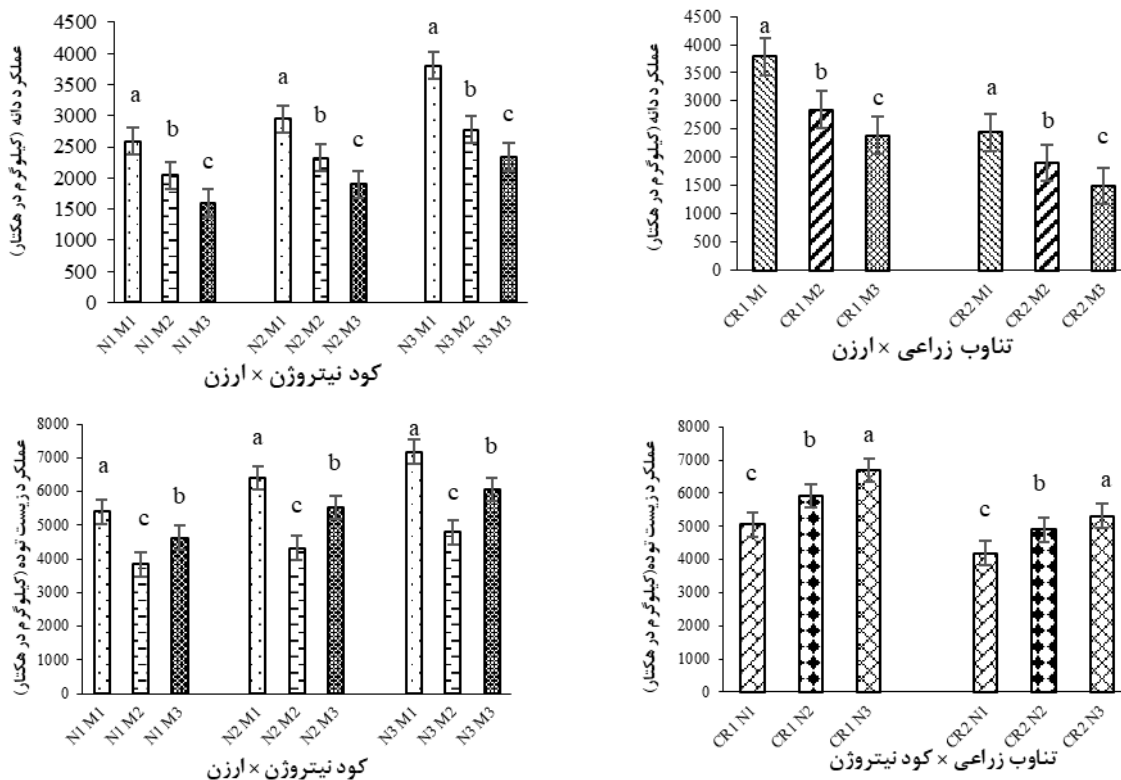 عملکرد دانه (کیلوگرم در هکتار)
4500
4000
3500
3000
2500
2000
1500
1000
500
0
a
b
c
a
b
c
a
b
c
N1 M1
N1 M2
N1 M3
N2 M1
N2 M2
N2 M3
N3 M1
N3 M2
N3 M3
کود نیتروژن × ارزن
عملکرد دانه (کیلوگرم در هکتار)
4500
4000
3500
3000
2500
2000
1500
1000
500
0
a
b
c
a
b
c
CR1 M1
CR1 M2
CR1 M3
CR2 M1
CR2 M2
CR2 M3
تناوب زراعی × ارزن
عملکرد زیست توده(کیلوگرم در هکتار)
8000
7000
6000
5000
4000
3000
2000
1000
0
a
c
b
a
c
b
a
c
b
N1 M1
N1 M2
N1 M3
N2 M1
N2 M2
N2 M3
N3 M1
N3 M2
N3 M3
کود نیتروژن × ارزن
عملکرد زیست توده(کیلوگرم در هکتار)
8000
7000
6000
5000
4000
3000
2000
1000
0
c
b
a
c
b
a
CR1 N1
CR1 N2
CR1 N3
CR2 N1
CR2 N2
CR2 N3
تناوب زراعی × کود نیتروژن